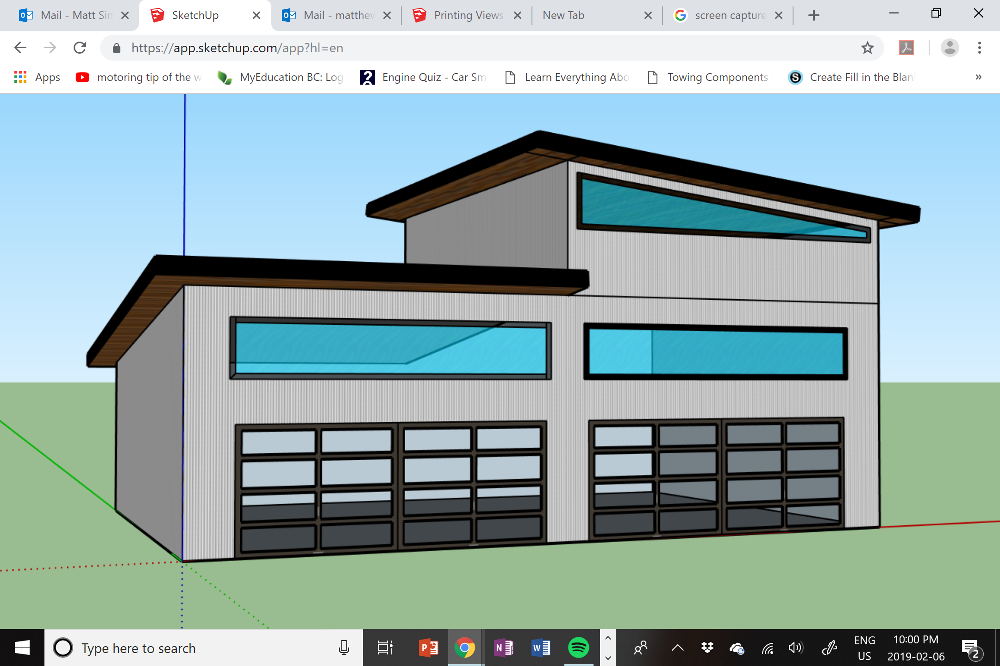 Mail - Matt Sin
SketchUp
Mail - matthew
Printing Views
New Tab
screen capture
https://app.sketchup.com/app?hl=en
Apps
motoring tip of the w
MyEducation BC: Log
Engine Quiz - Car Sm
Learn Everything Abo
Towing Components
Create Fill in the Blan
»
Type here to search
ENG
US
10:00 PM
2019-02-06
2